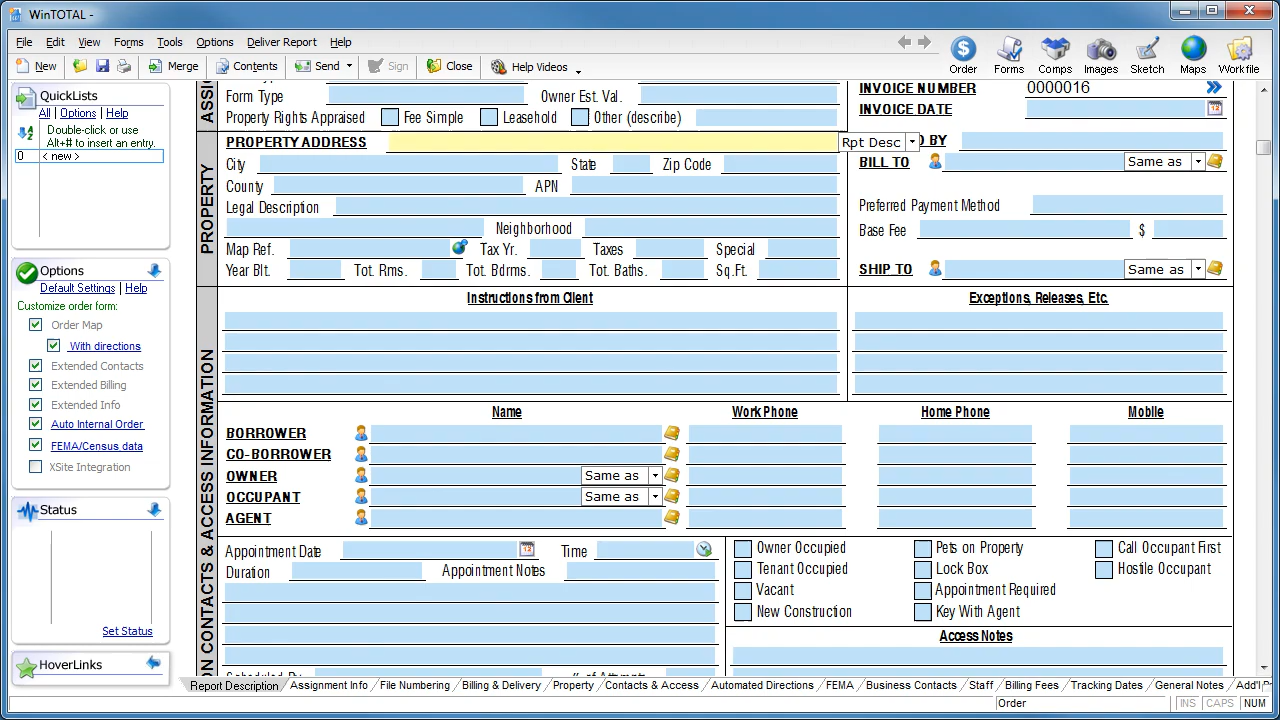 WinTOTAL -
File Edit View Forms Tools Options Deliver Report Help
New Merge Contents Send Sign Close Help Videos
Order Forms Comps Images Sketch Maps Workfile
QuickLists
All | Options | Help
Double-click or use
Alt+# to insert an entry.
0 < new >
Options
Default Settings | Help
Customize order form:
Order Map
With directions
Extended Contacts
Extended Billing
Extended Info
Auto Internal Order
FEMA/Census data
XSite Integration
Status
Set Status
HoverLinks
Form Type Owner Est. Val.
Property Rights Appraised Fee Simple Leasehold Other (describe)
INVOICE NUMBER 0000016
INVOICE DATE
PROPERTY
PROPERTY ADDRESS Rpt Desc D BY
City State Zip Code
BILL TO Same as
County APN
Legal Description
Preferred Payment Method
Neighborhood
Base Fee $
Map Ref. Tax Yr. Taxes Special
Year Blt. Tot. Rms. Tot. Bdrms. Tot. Baths. Sq.Ft.
SHIP TO Same as
Instructions from Client Exceptions, Releases, Etc.
ON CONTACTS & ACCESS INFORMATION
Name Work Phone Home Phone Mobile
BORROWER
CO-BORROWER
OWNER Same as
OCCUPANT Same as
AGENT
Appointment Date 12 Time
Duration Appointment Notes
Owner Occupied Pets on Property Call Occupant First
Tenant Occupied Lock Box Hostile Occupant
Vacant Appointment Required
New Construction Key With Agent
Access Notes
Report Description Assignment Info File Numbering Billing & Delivery Property Contacts & Access Automated Directions FEMA Business Contacts Staff Billing Fees Tracking Dates General Notes
Order INS CAPS NUM